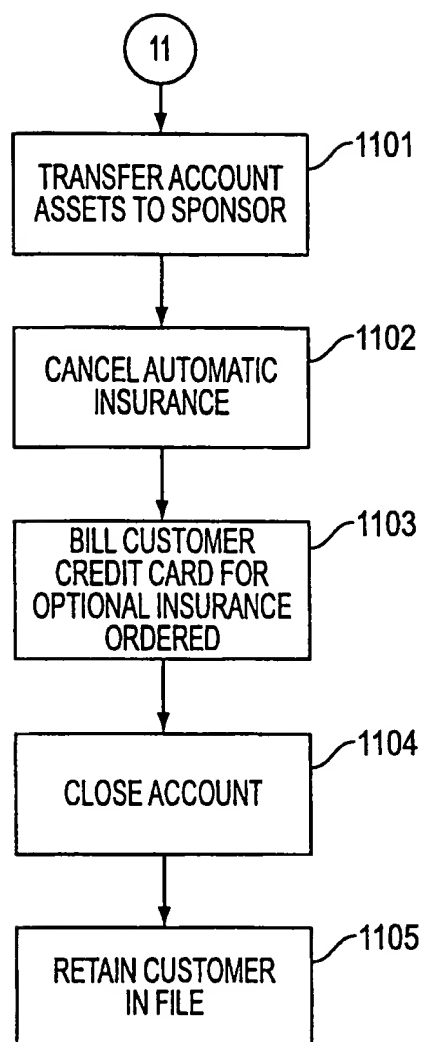 11
1101
TRANSFER ACCOUNT
ASSETS TO SPONSOR
1102
CANCEL AUTOMATIC
INSURANCE
1103
BILL CUSTOMER
CREDIT CARD FOR
OPTIONAL INSURANCE
ORDERED
1104
CLOSE ACCOUNT
1105
RETAIN CUSTOMER
IN FILE